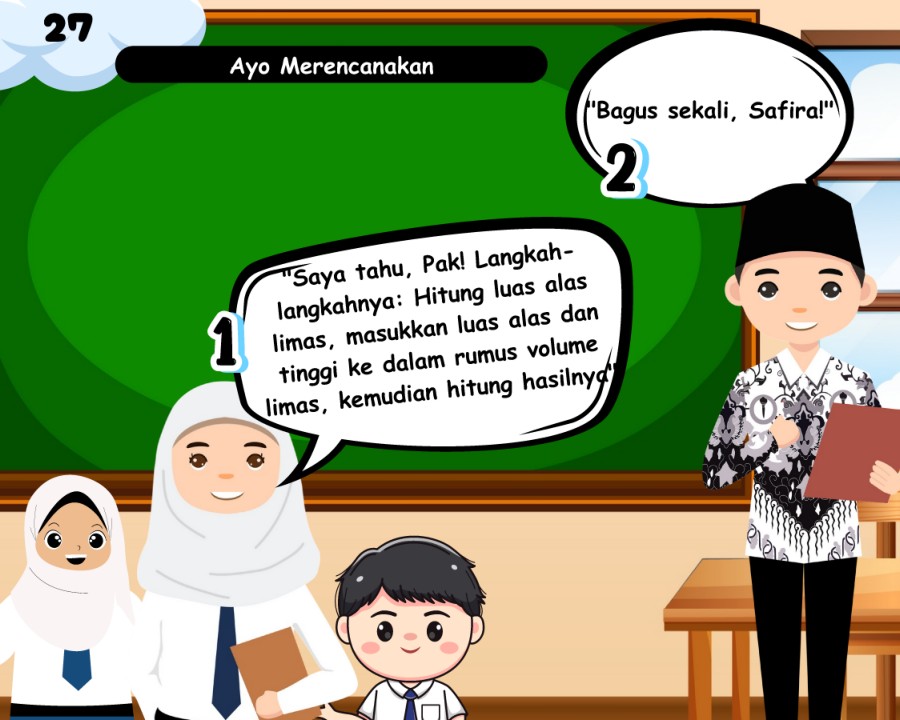 27
Ayo Merencanakan
1
"Saya tahu, Pak! Langkah-
langkahnya: Hitung luas alas
limas, masukkan luas alas dan
tinggi ke dalam rumus volume
limas, kemudian hitung hasilnya"
2
"Bagus sekali, Safira!"